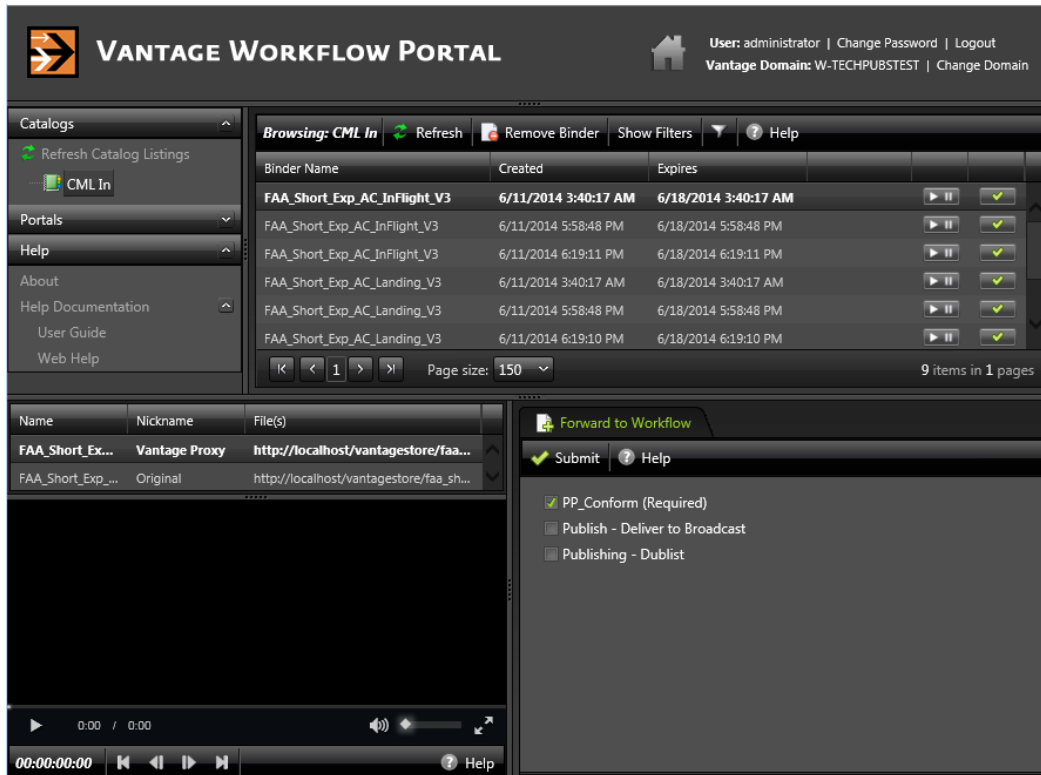 VANTAGE WORKFLOW PORTAL
User: administrator | Change Password | Logout
Vantage Domain: W-TECHPUBSTEST | Change Domain
Catalogs
Refresh Catalog Listings
CML In
Portals
Help
About
Help Documentation
User Guide
Web Help
Browsing: CML In Refresh Remove Binder Show Filters Help
Binder Name Created Expires
FAA_Short_Exp_AC_InFlight_V3 6/11/2014 3:40:17 AM 6/18/2014 3:40:17 AM
FAA_Short_Exp_AC_InFlight_V3 6/11/2014 5:58:48 PM 6/18/2014 5:58:48 PM
FAA_Short_Exp_AC_InFlight_V3 6/11/2014 6:19:11 PM 6/18/2014 6:19:11 PM
FAA_Short_Exp_AC_Landing_V3 6/11/2014 3:40:17 AM 6/18/2014 3:40:17 AM
FAA_Short_Exp_AC_Landing_V3 6/11/2014 5:58:48 PM 6/18/2014 5:58:48 PM
FAA_Short_Exp_AC_Landing_V3 6/11/2014 6:19:10 PM 6/18/2014 6:19:10 PM
1 Page size: 150 9 items in 1 pages
Name Nickname File(s)
FAA_Short_Ex... Vantage Proxy http://localhost/vantagestore/faa...
FAA_Short_Exp_... Original http://localhost/vantagestore/faa_sh...
0:00 / 0:00
00:00:00:00 Help
Forward to Workflow
Submit Help
PP_Conform (Required)
Publish - Deliver to Broadcast
Publishing - Dublist